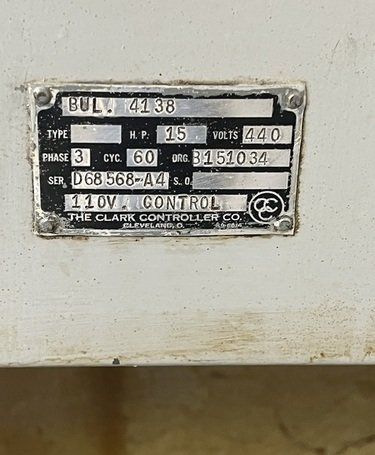 BUL. 4138
TYPE H.P. 15 VOLTS 440
PHASE 3 CYC. 60 ORG. B151034
SER. D68568-A4 S.O.
110V. CONTROL
THE CLARK CONTROLLER CO.
CLEVELAND, O.